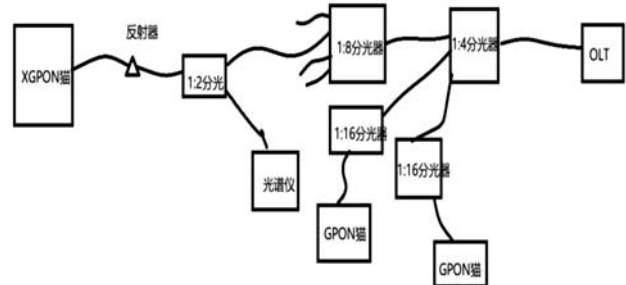 反射器
XGPON猫
1:2分光
光谱仪
1:8分光器
1:4分光器
OLT
1:16分光器
1:16分光器
GPON猫
GPON猫